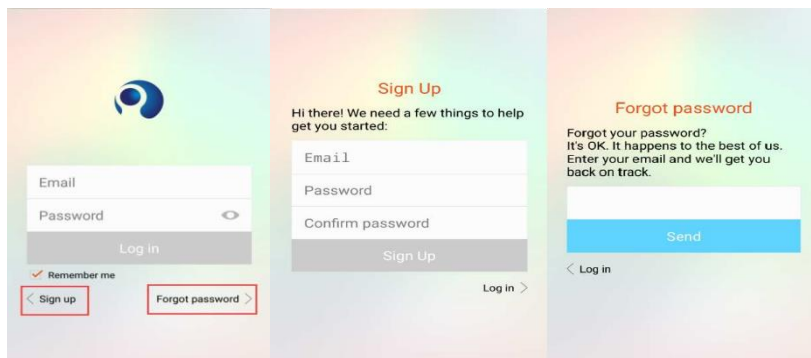 Email
Password
Log in
Remember me
Sign up
Forgot password
Sign Up
Hi there! We need a few things to help
get you started:
Email
Password
Confirm password
Sign Up
Log in
Forgot password
Forgot your password?
It's OK. It happens to the best of us.
Enter your email and we'll get you
back on track.
Send
Log in